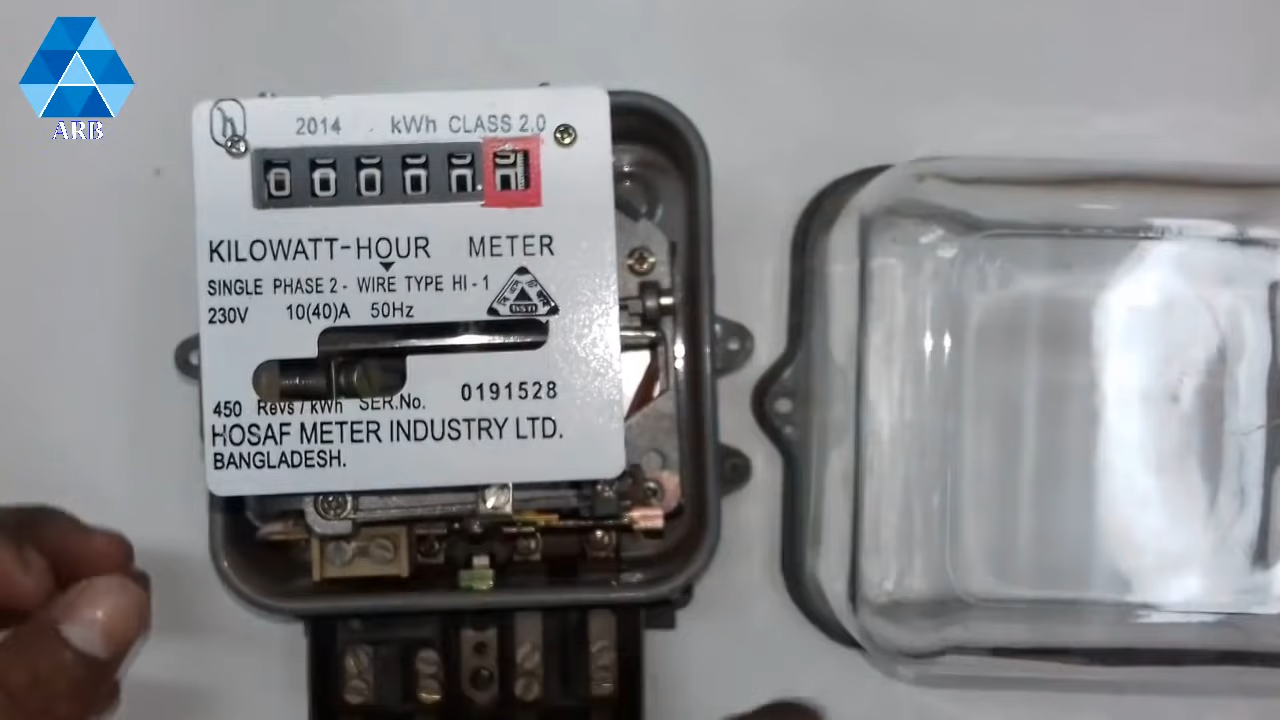 ARB
h
2014 kWh CLASS 2.0
KILOWATT-HOUR METER
SINGLE PHASE 2 - WIRE TYPE HI - 1
230V 10(40)A 50Hz
BSTI
450 Revs / kWh SER.No. 0191528
HOSAF METER INDUSTRY LTD.
BANGLADESH.